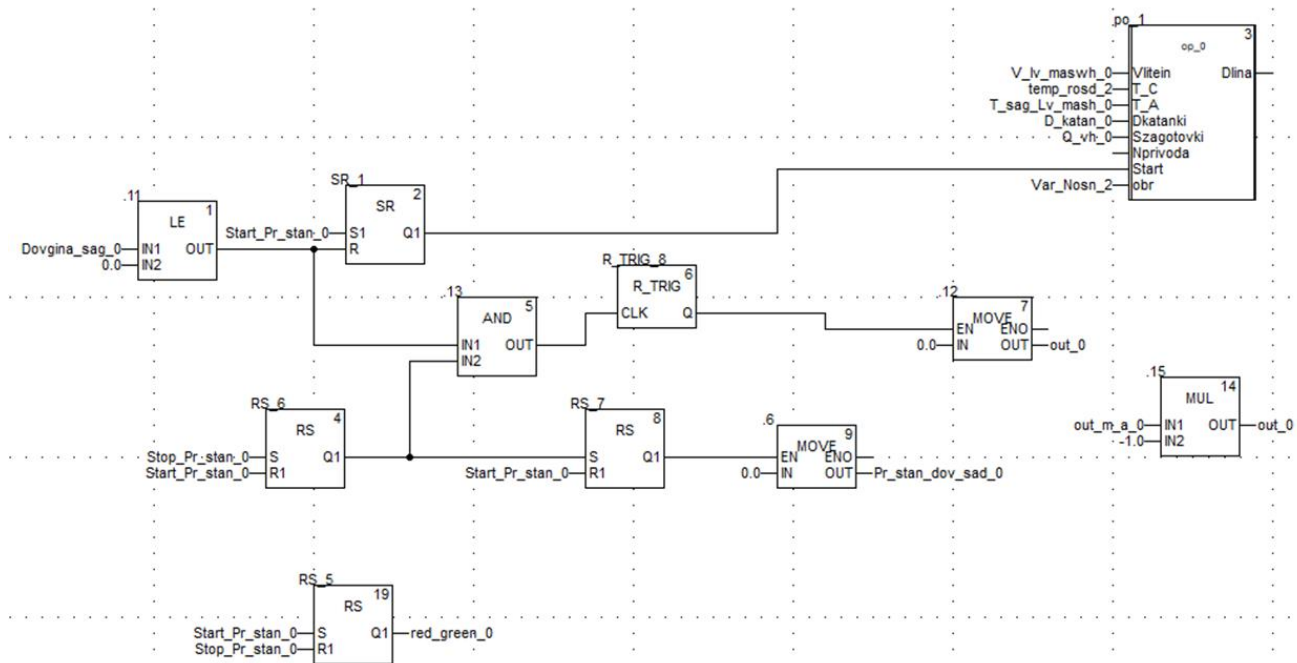 po_1
3
op_0
V_lv_maswh_0 Vlitein Dlina
temp_rosd_2 T_C
T_sag_Lv_mash_0 T_A
D_katan_0 Dkatanki
Q_vh_0 Szagotovki
Nprivoda
Start
Var_Nosn_2 obr
.11
1
LE
Dovgina_sag_0 IN1 OUT
0.0 IN2
SR_1
2
SR
Start_Pr_stan_0 S1 Q1
R
R_TRIG_8
6
R_TRIG
CLK Q
.13
5
AND
IN1 OUT
IN2
.12
7
MOVE
EN ENO
0.0 IN OUT out_0
.15
14
MUL
out_m_a_0 IN1 OUT out_0
-1.0 IN2
RS_6
4
RS
Stop_Pr_stan_0 S Q1
Start_Pr_stan_0 R1
RS_7
8
RS
S Q1
Start_Pr_stan_0 R1
.6
9
MOVE
EN ENO
0.0 IN OUT Pr_stan_dov_sad_0
RS_5
19
RS
Start_Pr_stan_0 S Q1 red_green_0
Stop_Pr_stan_0 R1